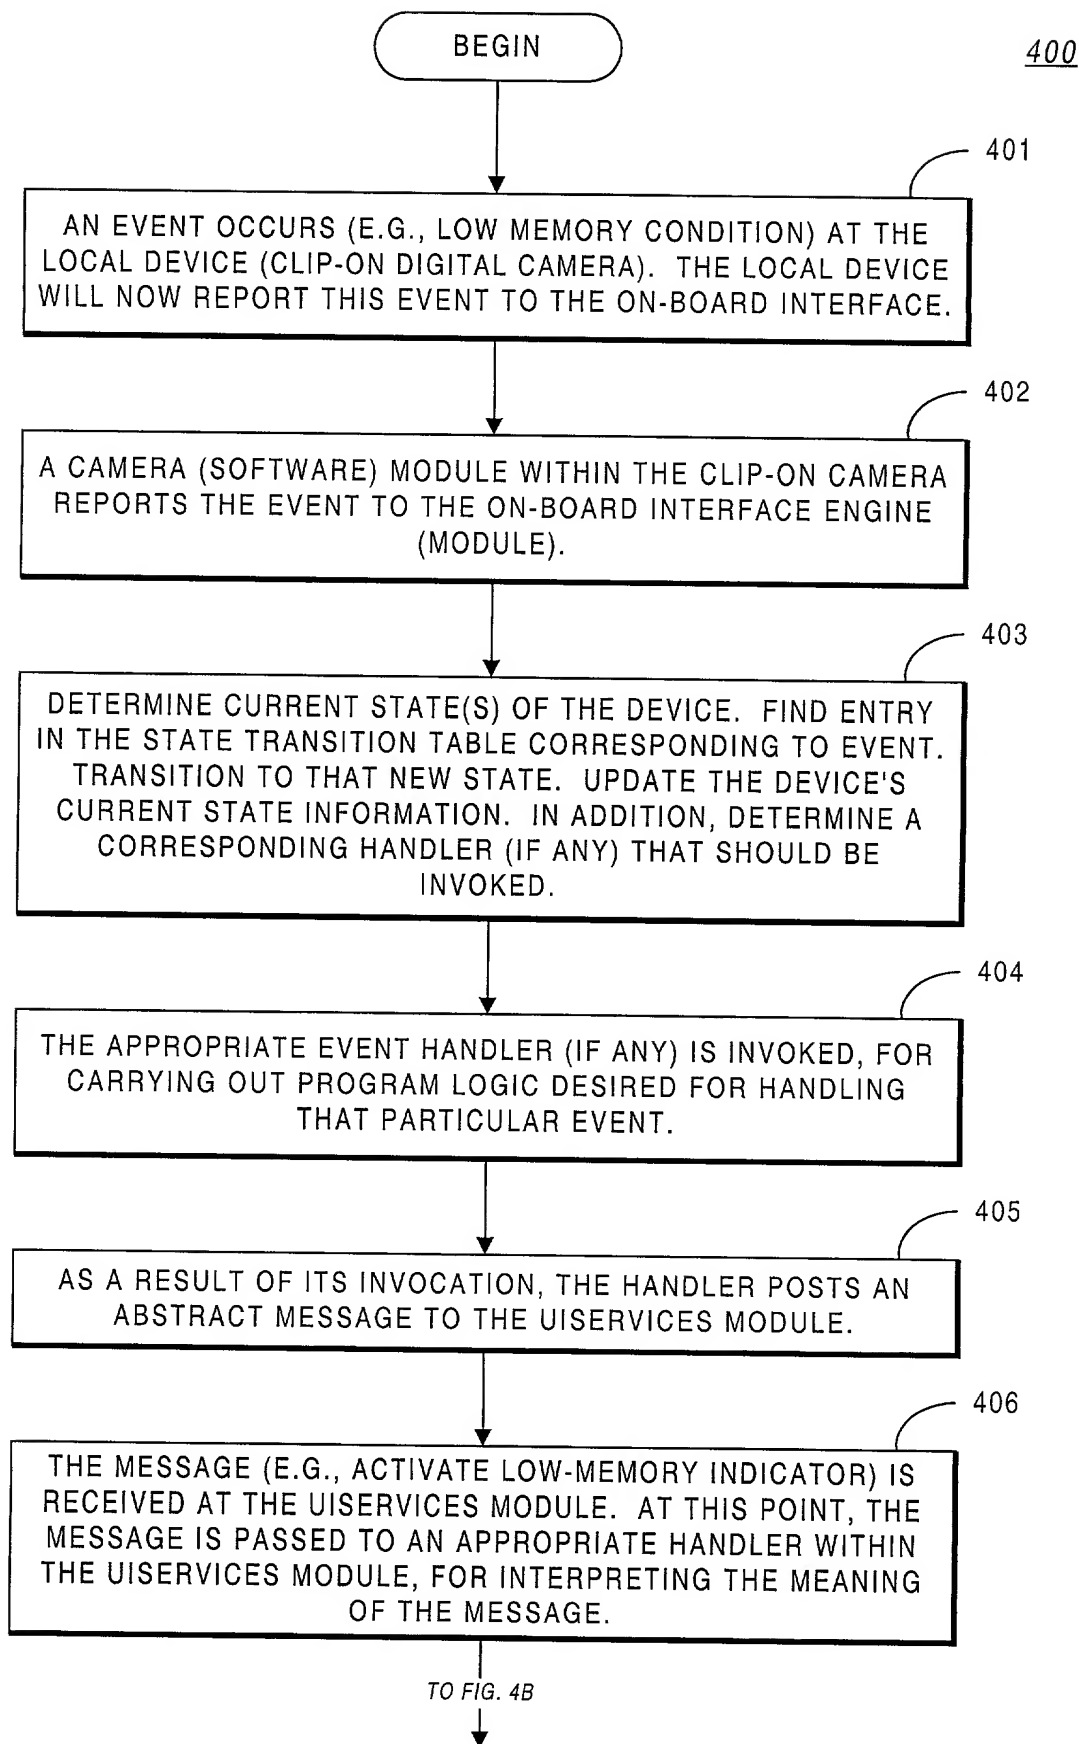 BEGIN
400
401
AN EVENT OCCURS (E.G., LOW MEMORY CONDITION) AT THE
LOCAL DEVICE (CLIP-ON DIGITAL CAMERA). THE LOCAL DEVICE
WILL NOW REPORT THIS EVENT TO THE ON-BOARD INTERFACE.
402
A CAMERA (SOFTWARE) MODULE WITHIN THE CLIP-ON CAMERA
REPORTS THE EVENT TO THE ON-BOARD INTERFACE ENGINE
(MODULE).
403
DETERMINE CURRENT STATE(S) OF THE DEVICE. FIND ENTRY
IN THE STATE TRANSITION TABLE CORRESPONDING TO EVENT.
TRANSITION TO THAT NEW STATE. UPDATE THE DEVICE'S
CURRENT STATE INFORMATION. IN ADDITION, DETERMINE A
CORRESPONDING HANDLER (IF ANY) THAT SHOULD BE
INVOKED.
404
THE APPROPRIATE EVENT HANDLER (IF ANY) IS INVOKED, FOR
CARRYING OUT PROGRAM LOGIC DESIRED FOR HANDLING
THAT PARTICULAR EVENT.
405
AS A RESULT OF ITS INVOCATION, THE HANDLER POSTS AN
ABSTRACT MESSAGE TO THE UISERVICES MODULE.
406
THE MESSAGE (E.G., ACTIVATE LOW-MEMORY INDICATOR) IS
RECEIVED AT THE UISERVICES MODULE. AT THIS POINT, THE
MESSAGE IS PASSED TO AN APPROPRIATE HANDLER WITHIN
THE UISERVICES MODULE, FOR INTERPRETING THE MEANING
OF THE MESSAGE.
TO FIG. 4B